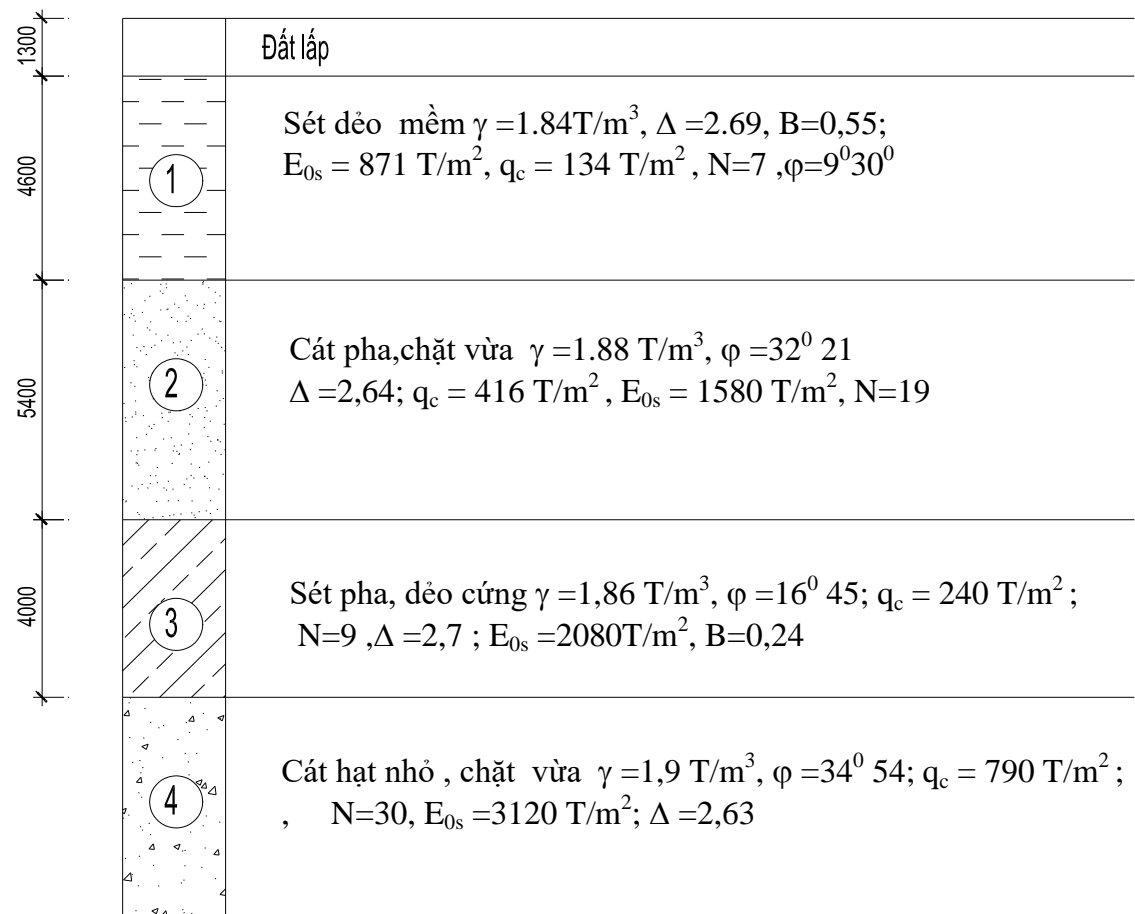 1300
Đất lấp
4600
1
Sét dẻo mềm γ =1.84T/m³, Δ =2.69, B=0,55;
E₀ₛ = 871 T/m², q_c = 134 T/m² , N=7 ,φ=9⁰30⁰
5400
2
Cát pha,chặt vừa γ =1.88 T/m³, φ =32⁰ 21
Δ =2,64; q_c = 416 T/m² , E₀ₛ = 1580 T/m², N=19
4000
3
Sét pha, dẻo cứng γ =1,86 T/m³, φ =16⁰ 45; q_c = 240 T/m² ;
N=9 ,Δ =2,7 ; E₀ₛ =2080T/m², B=0,24
4
Cát hạt nhỏ , chặt vừa γ =1,9 T/m³, φ =34⁰ 54; q_c = 790 T/m² ;
, N=30, E₀ₛ =3120 T/m²; Δ =2,63